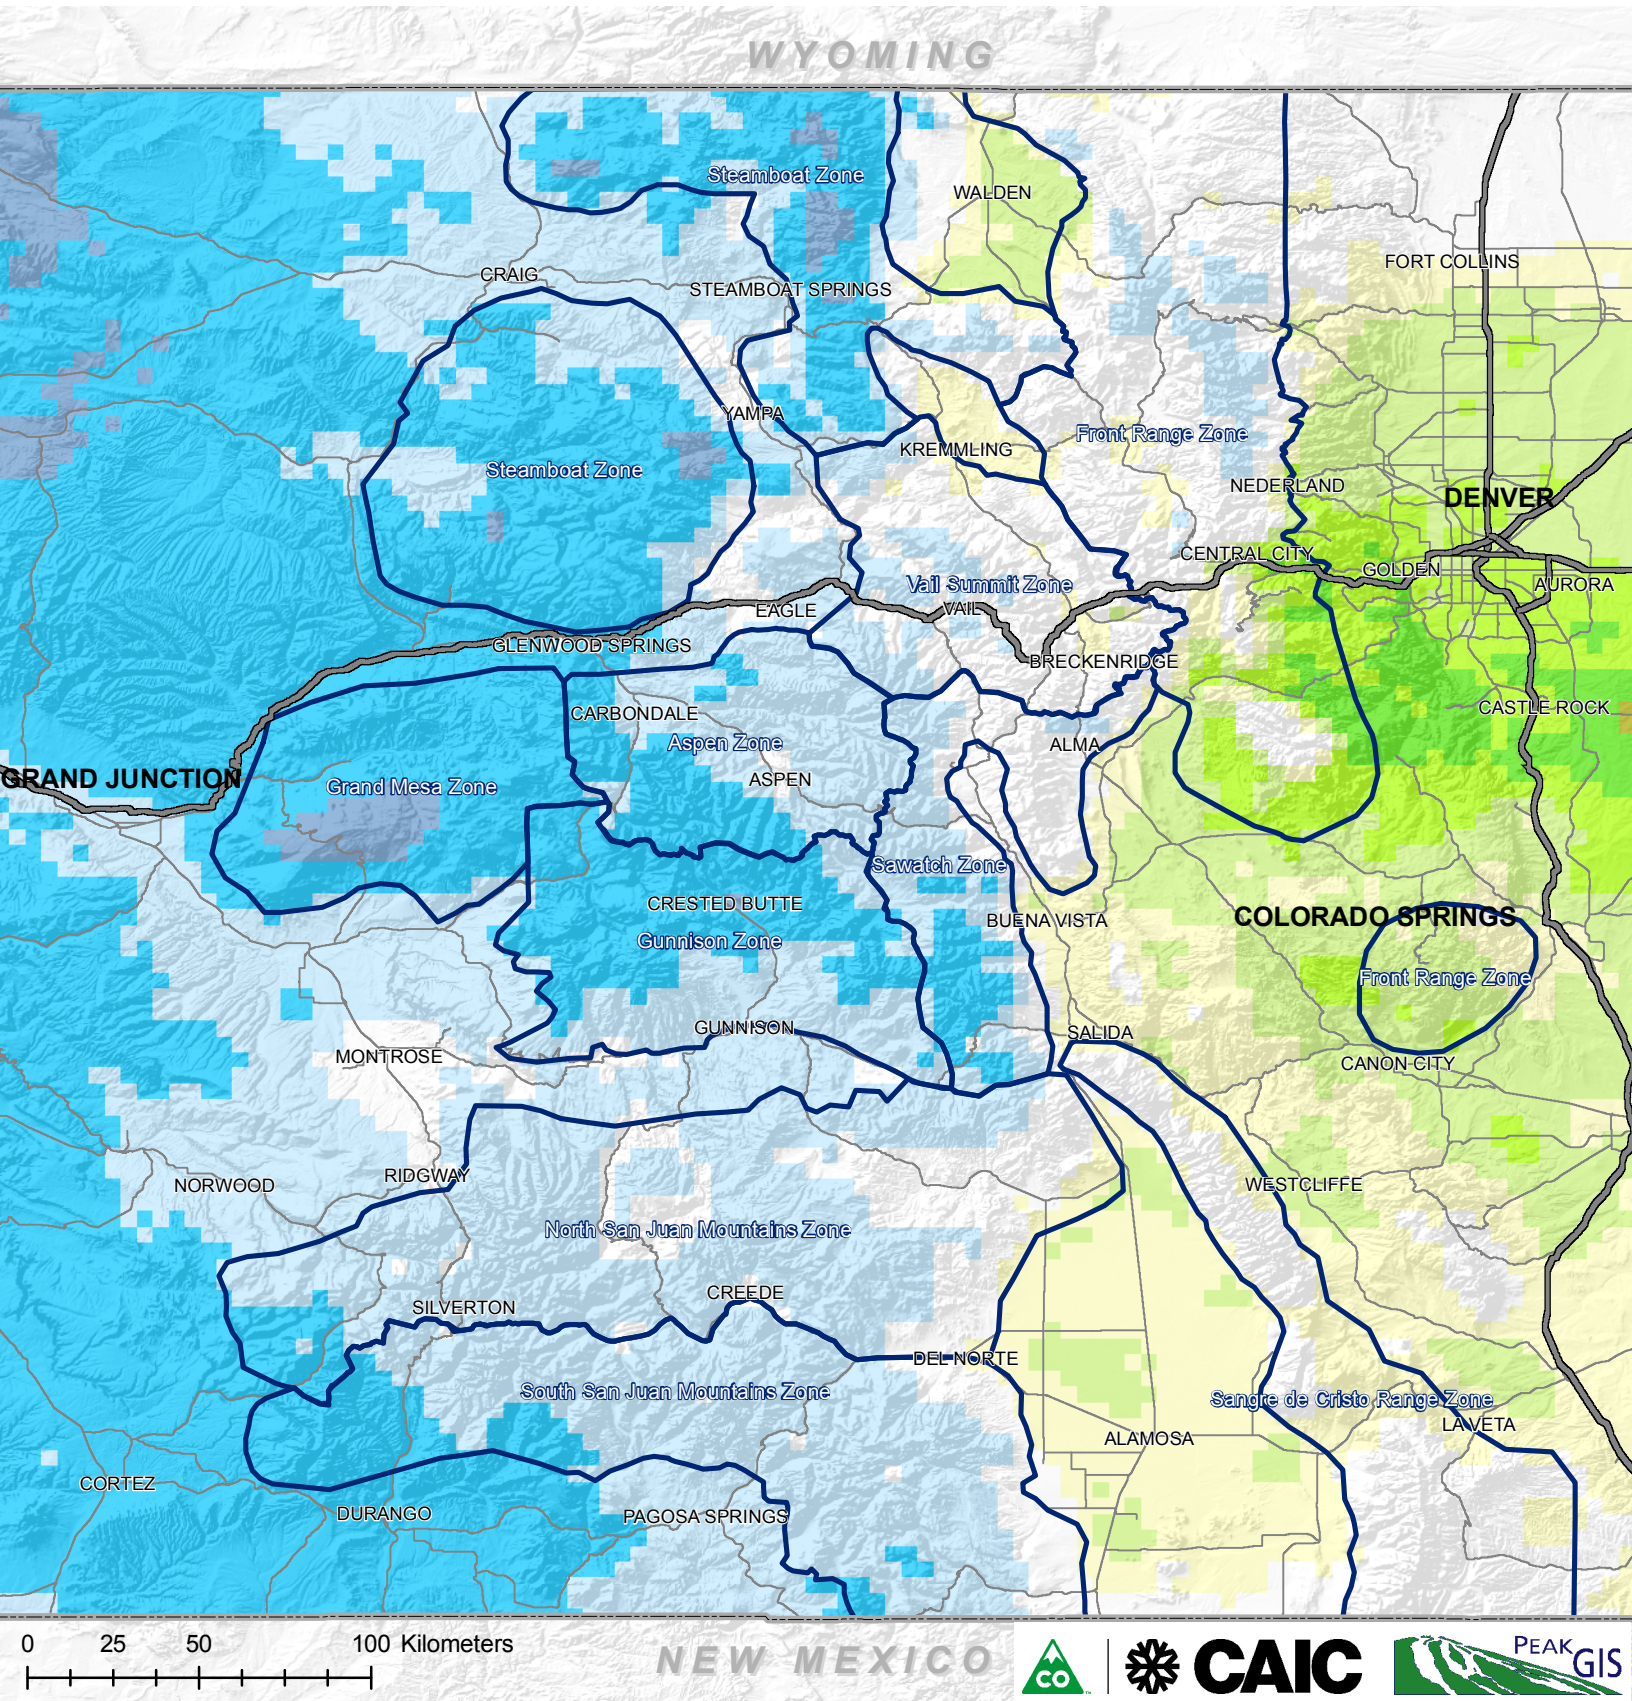 WYOMING
Steamboat Zone
WALDEN
FORT COLLINS
CRAIG
STEAMBOAT SPRINGS
YAMPA
Front Range Zone
KREMMLING
Steamboat Zone
NEDERLAND
DENVER
CENTRAL CITY
GOLDEN
AURORA
Vail Summit Zone
EAGLE
VAIL
GLENWOOD SPRINGS
BRECKENRIDGE
CARBONDALE
CASTLE ROCK
Aspen Zone
ALMA
GRAND JUNCTION
ASPEN
Grand Mesa Zone
Sawatch Zone
CRESTED BUTTE
BUENA VISTA
COLORADO SPRINGS
Gunnison Zone
Front Range Zone
GUNNISON
SALIDA
MONTROSE
CANON CITY
RIDGWAY
NORWOOD
WESTCLIFFE
North San Juan Mountains Zone
CREEDE
SILVERTON
DEL NORTE
South San Juan Mountains Zone
Sangre de Cristo Range Zone
LA VETA
ALAMOSA
CORTEZ
DURANGO
PAGOSA SPRINGS
0 25 50 100 Kilometers
NEW MEXICO
CO
CAIC
PEAK
GIS